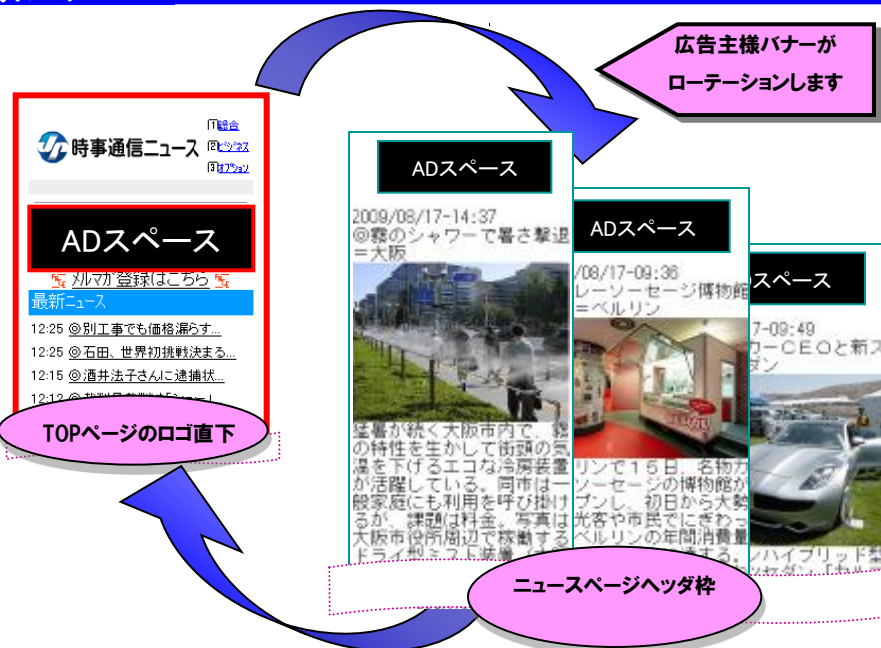 広告主様バナーが
ローテーションします
時事通信ニュース
1総合
2ビジネス
3オプション
ADスペース
メルマガ登録はこちら
最新ニュース
12:25 ◎別工事でも価格漏らす...
12:25 ◎石田、世界初挑戦決まる...
12:15 ◎酒井法子さんに逮捕状...
12:12
TOPページのロゴ直下
ADスペース
2009/08/17-14:37
◎霧のシャワーで暑さ撃退
=大阪
猛暑が続く大阪市内で、霧
の特性を生かして街頭の気
温を下げるエコな冷房装置
が活躍している。同市は一
般家庭にも利用を呼び掛け
るが、課題は料金。写真は
大阪市役所周辺で稼働する
ドライ型ミスト装置
ADスペース
/08/17-09:36
レーソーセージ博物館
=ベルリン
リンで15日、名物カ
ソーセージの博物館が
プンし、初日から大勢
光客や市民でにぎわっ
ベルリンの年間消費量
する。
スペース
7-09:49
カーCEOと新ス
ダン
ンハイブリッド型
ニュースページヘッダ枠